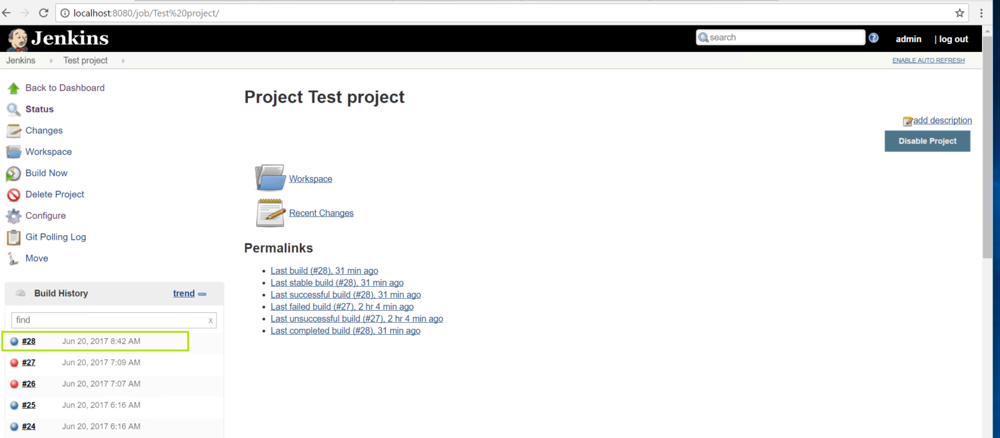 localhost:8080/job/Test%20project/
Jenkins
search
admin | log out
Jenkins Test project
ENABLE AUTO REFRESH
Back to Dashboard
Status
Changes
Workspace
Build Now
Delete Project
Configure
Git Polling Log
Move
Build History trend
find x
#28 Jun 20, 2017 8:42 AM
#27 Jun 20, 2017 7:09 AM
#26 Jun 20, 2017 7:07 AM
#25 Jun 20, 2017 6:16 AM
#24 Jun 20, 2017 6:16 AM
Project Test project
add description
Disable Project
Workspace
Recent Changes
Permalinks
Last build (#28), 31 min ago
Last stable build (#28), 31 min ago
Last successful build (#28), 31 min ago
Last failed build (#27), 2 hr 4 min ago
Last unsuccessful build (#27), 2 hr 4 min ago
Last completed build (#28), 31 min ago